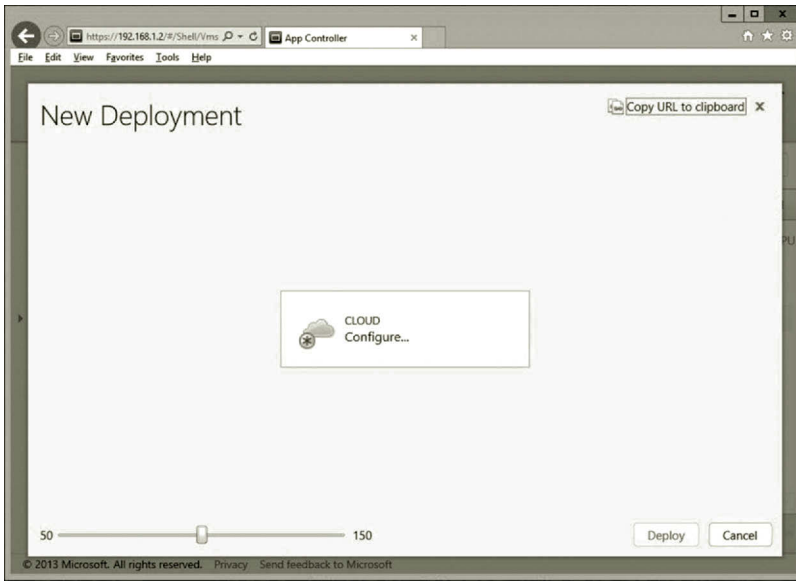 https://192.168.1.2/#/Shell/Vms
App Controller
File Edit View Favorites Tools Help
New Deployment
Copy URL to clipboard
CLOUD
Configure...
50
150
Deploy
Cancel
PU
© 2013 Microsoft. All rights reserved. Privacy Send feedback to Microsoft